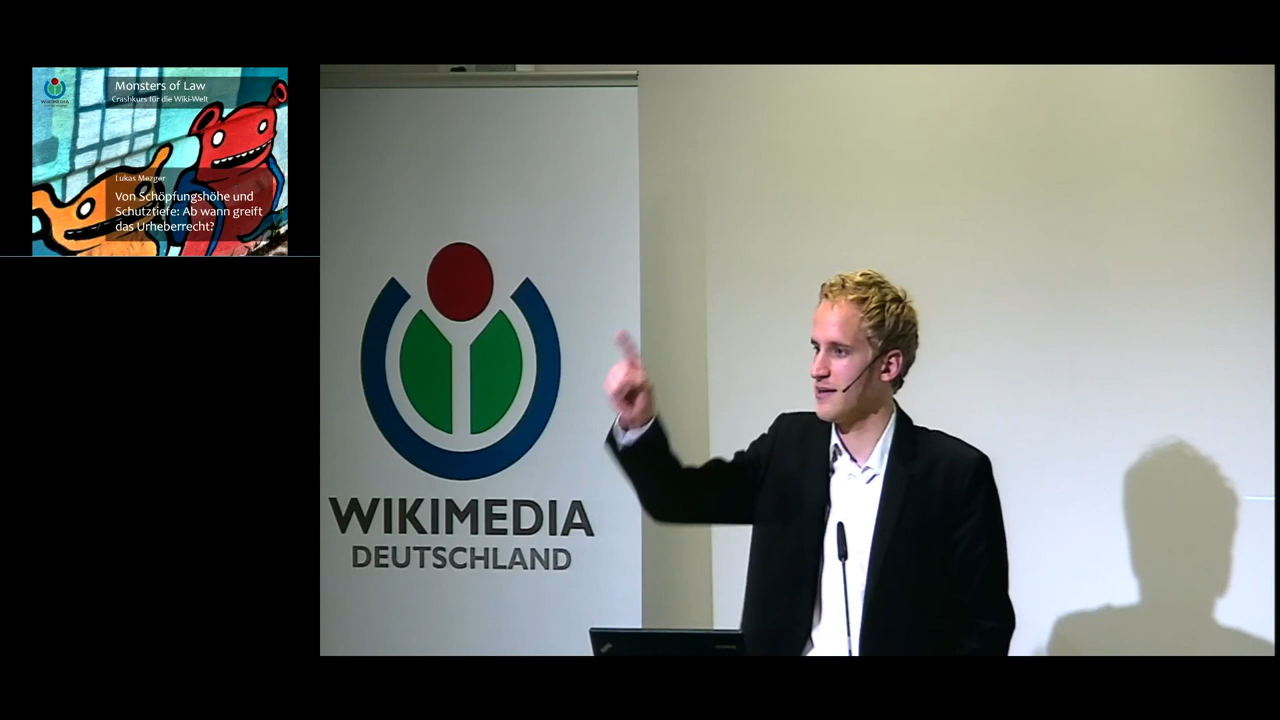 WIKIMEDIA
Monsters of Law
Crashkurs für die Wiki-Welt
Lukas Mezger
Von Schöpfungshöhe und
Schutztiefe: Ab wann greift
das Urheberrecht?
WIKIMEDIA
DEUTSCHLAND